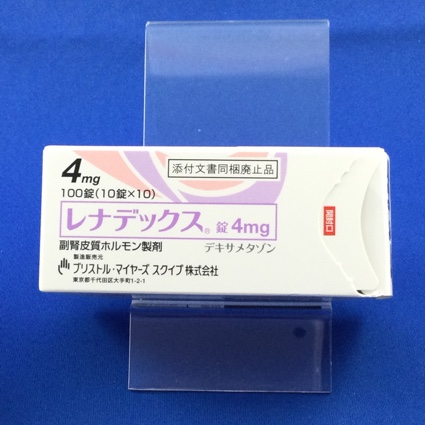 4mg
添付文書同梱廃止品
100錠(10錠×10)
レナデックス® 錠4mg
副腎皮質ホルモン製剤
デキサメタゾン
製造販売元
ブリストル・マイヤーズ スクイブ株式会社
東京都千代田区大手町1-2-1
開封口